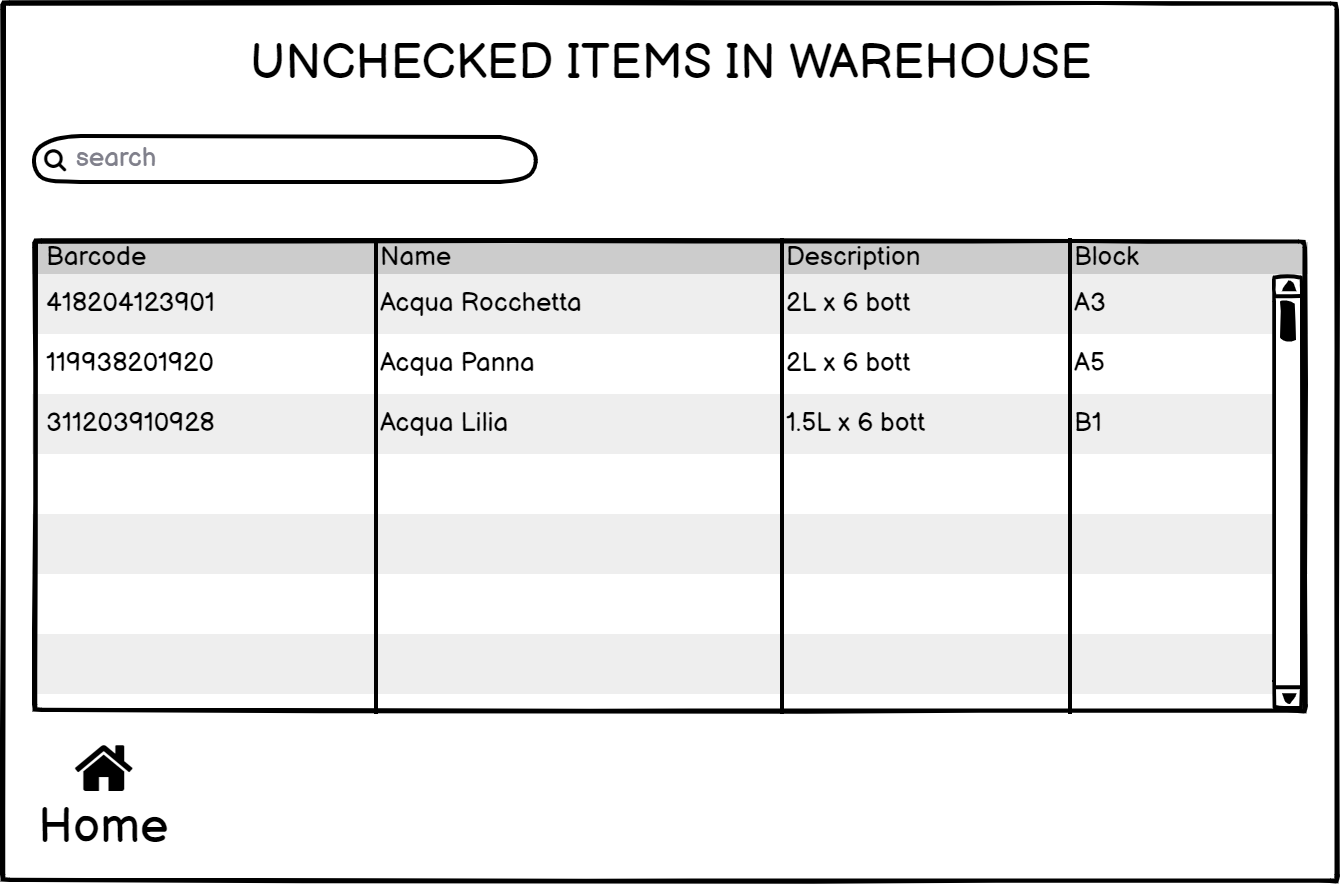 UNCHECKED ITEMS IN WAREHOUSE
search
Barcode Name Description Block
418204123901 Acqua Rocchetta 2L x 6 bott A3
119938201920 Acqua Panna 2L x 6 bott A5
311203910928 Acqua Lilia 1.5L x 6 bott B1
Home